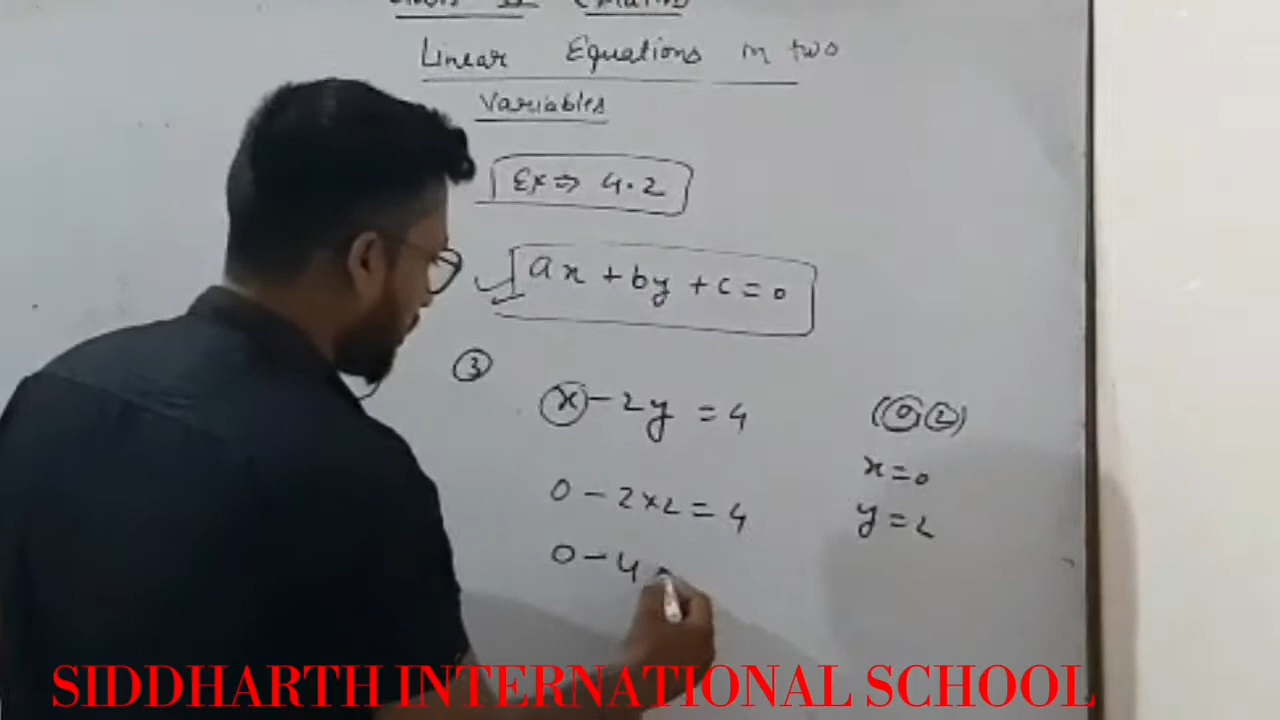 Linear Equations in two
Variables
Ex ⇒ 4.2
ax + by + c = 0
③
x - 2y = 4
(0, 2)
x = 0
0 - 2 × 2 = 4
y = 2
0 - 4
SIDDHARTH INTERNATIONAL SCHOOL